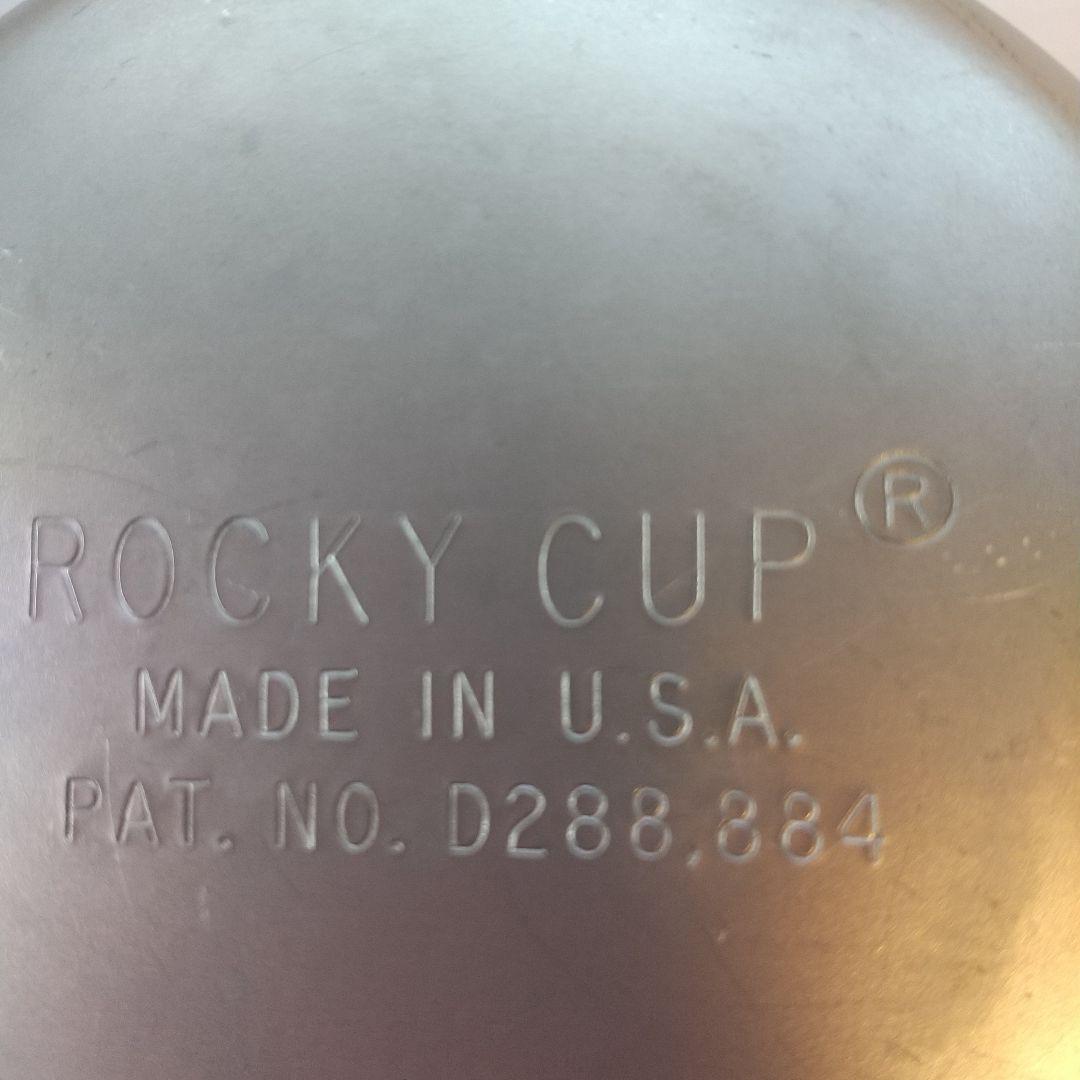 ROCKY CUP ®
MADE IN U.S.A.
PAT. NO. D288,884